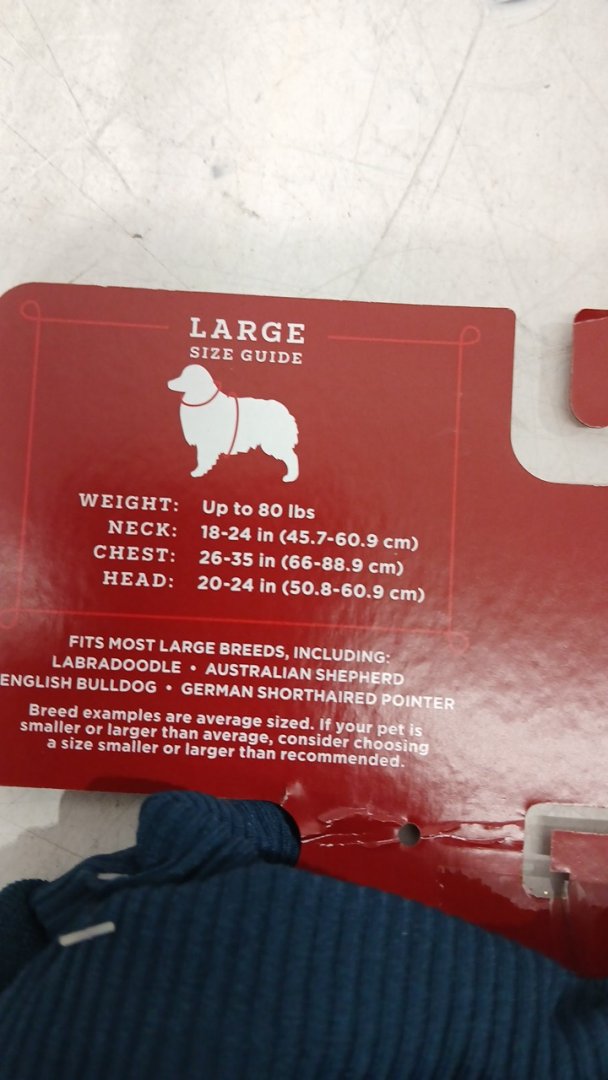 LARGE
SIZE GUIDE
WEIGHT: Up to 80 lbs
NECK: 18-24 in (45.7-60.9 cm)
CHEST: 26-35 in (66-88.9 cm)
HEAD: 20-24 in (50.8-60.9 cm)
FITS MOST LARGE BREEDS, INCLUDING:
LABRADOODLE • AUSTRALIAN SHEPHERD
ENGLISH BULLDOG • GERMAN SHORTHAIRED POINTER
Breed examples are average sized. If your pet is
smaller or larger than average, consider choosing
a size smaller or larger than recommended.